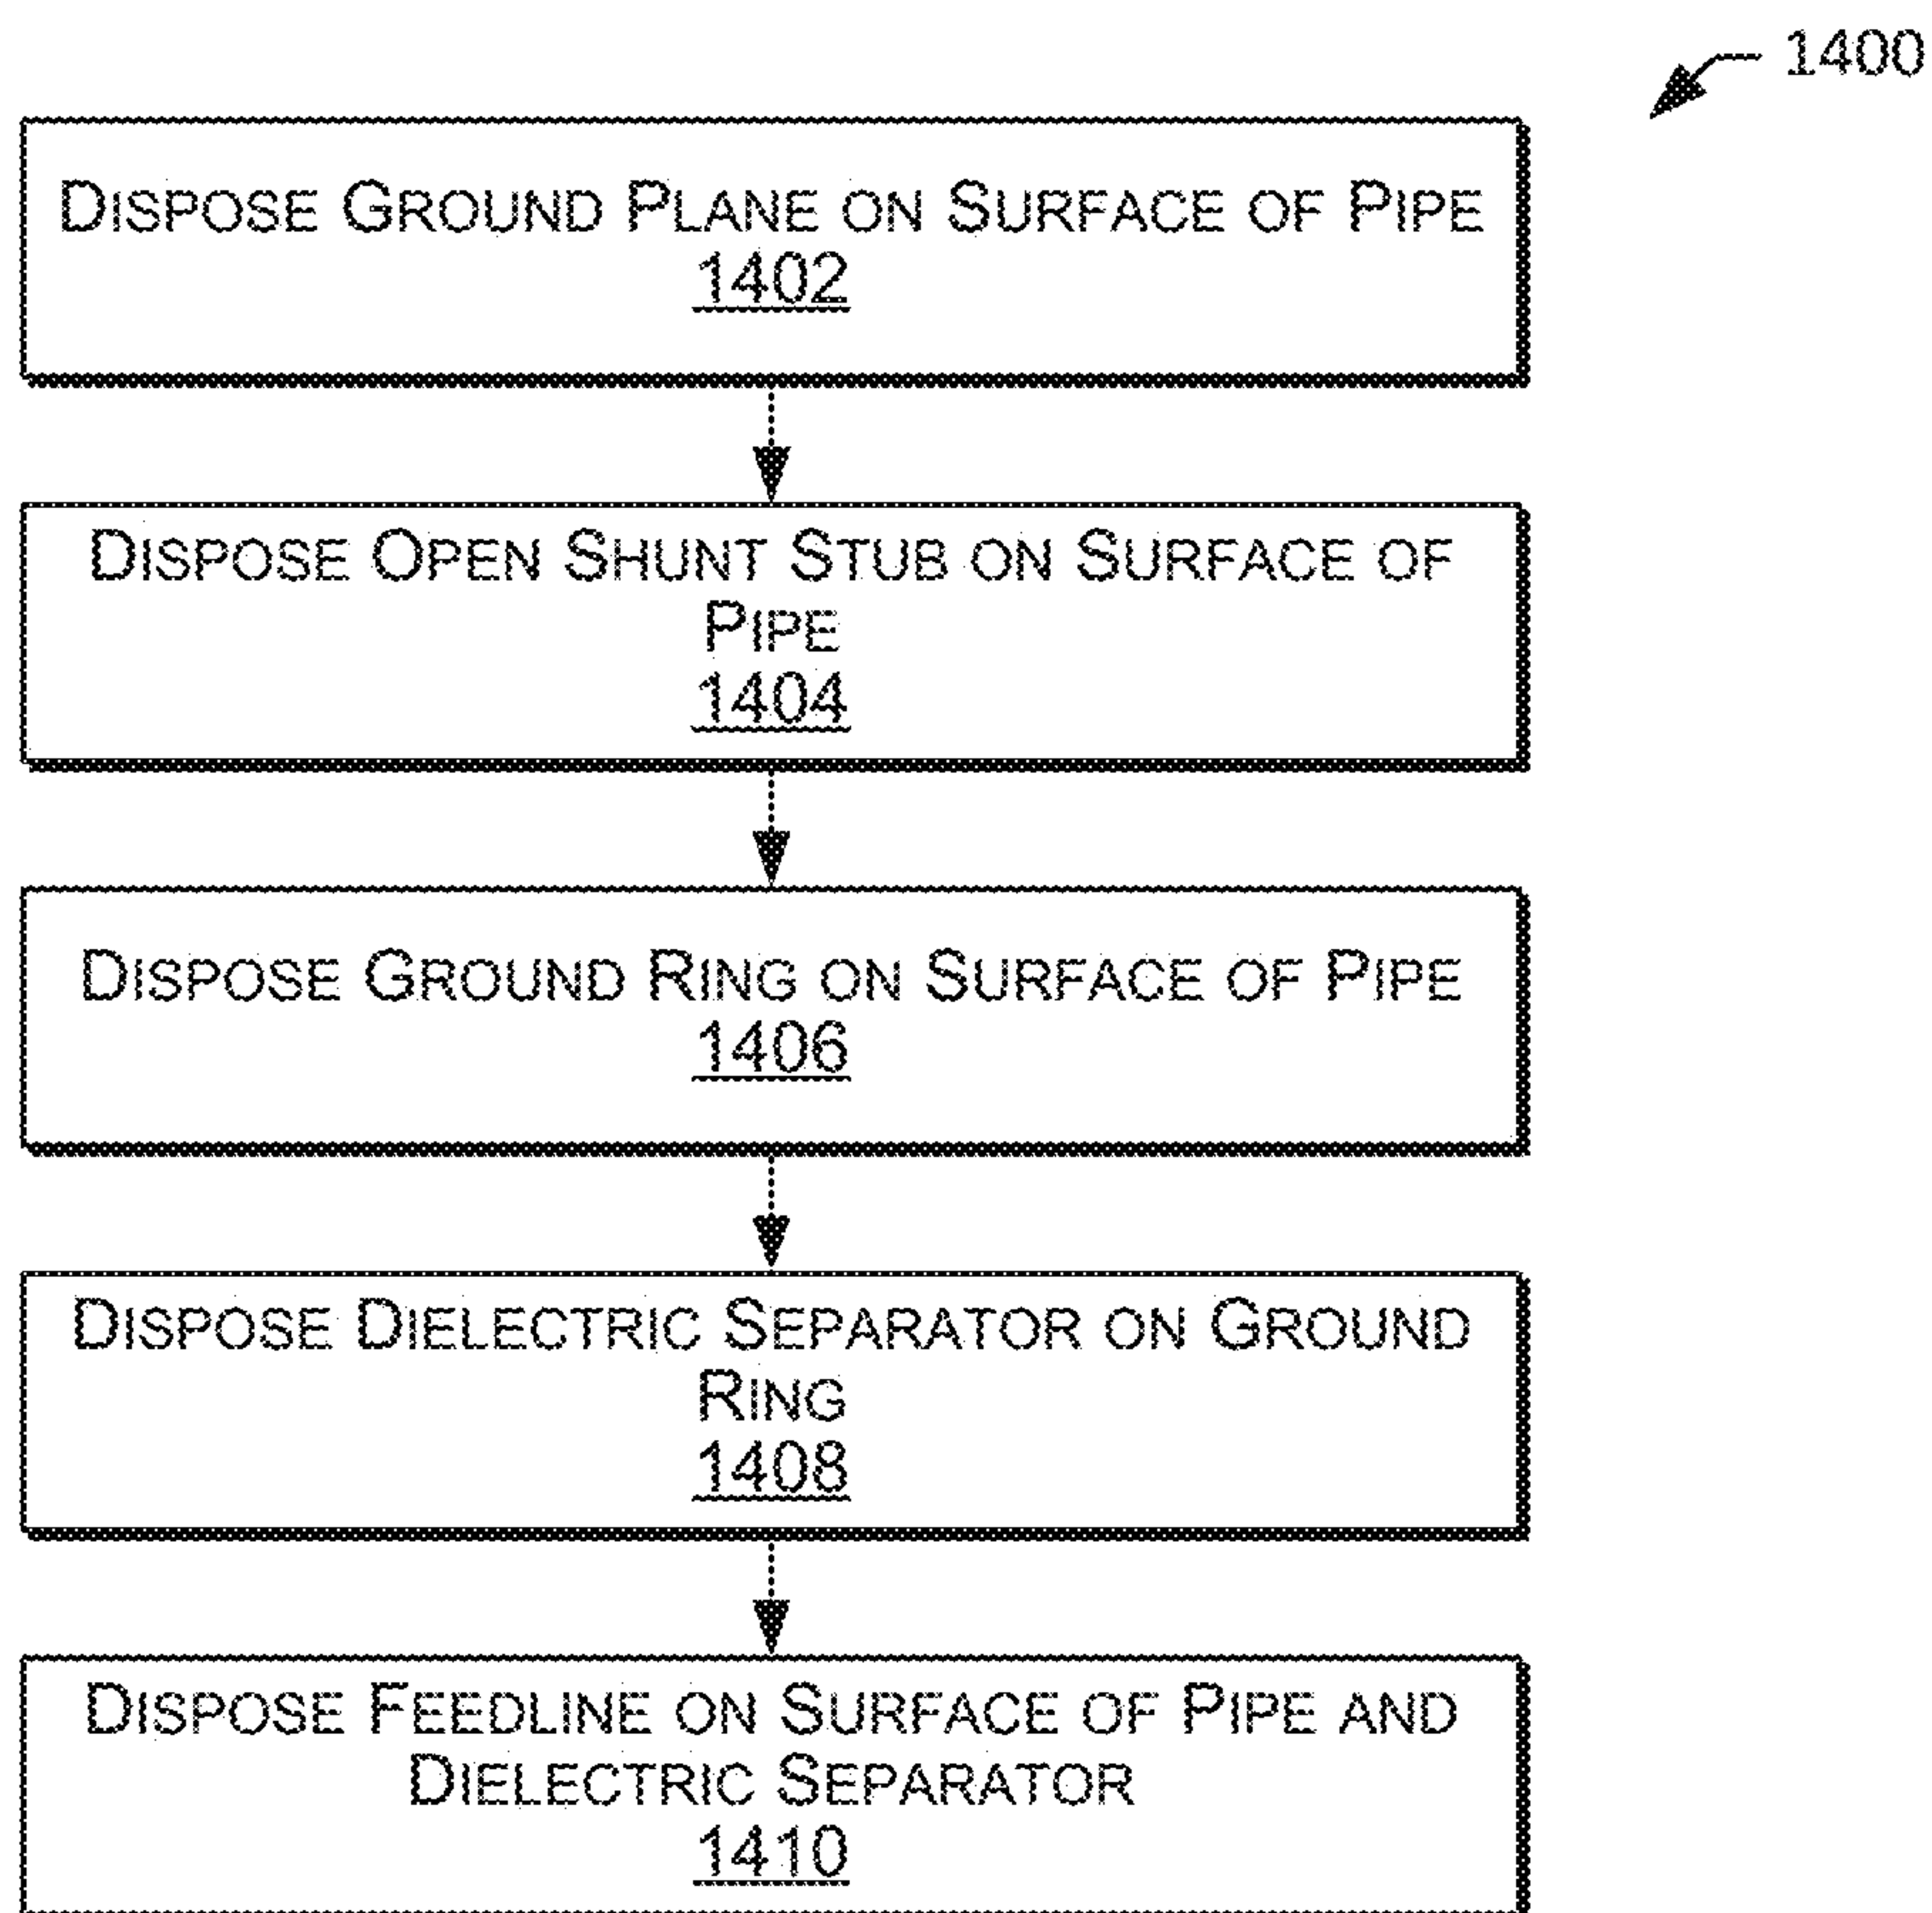 1400
DISPOSE GROUND PLANE ON SURFACE OF PIPE
1402
DISPOSE OPEN SHUNT STUB ON SURFACE OF
PIPE
1404
DISPOSE GROUND RING ON SURFACE OF PIPE
1406
DISPOSE DIELECTRIC SEPARATOR ON GROUND
RING
1408
DISPOSE FEEDLINE ON SURFACE OF PIPE AND
DIELECTRIC SEPARATOR
1410